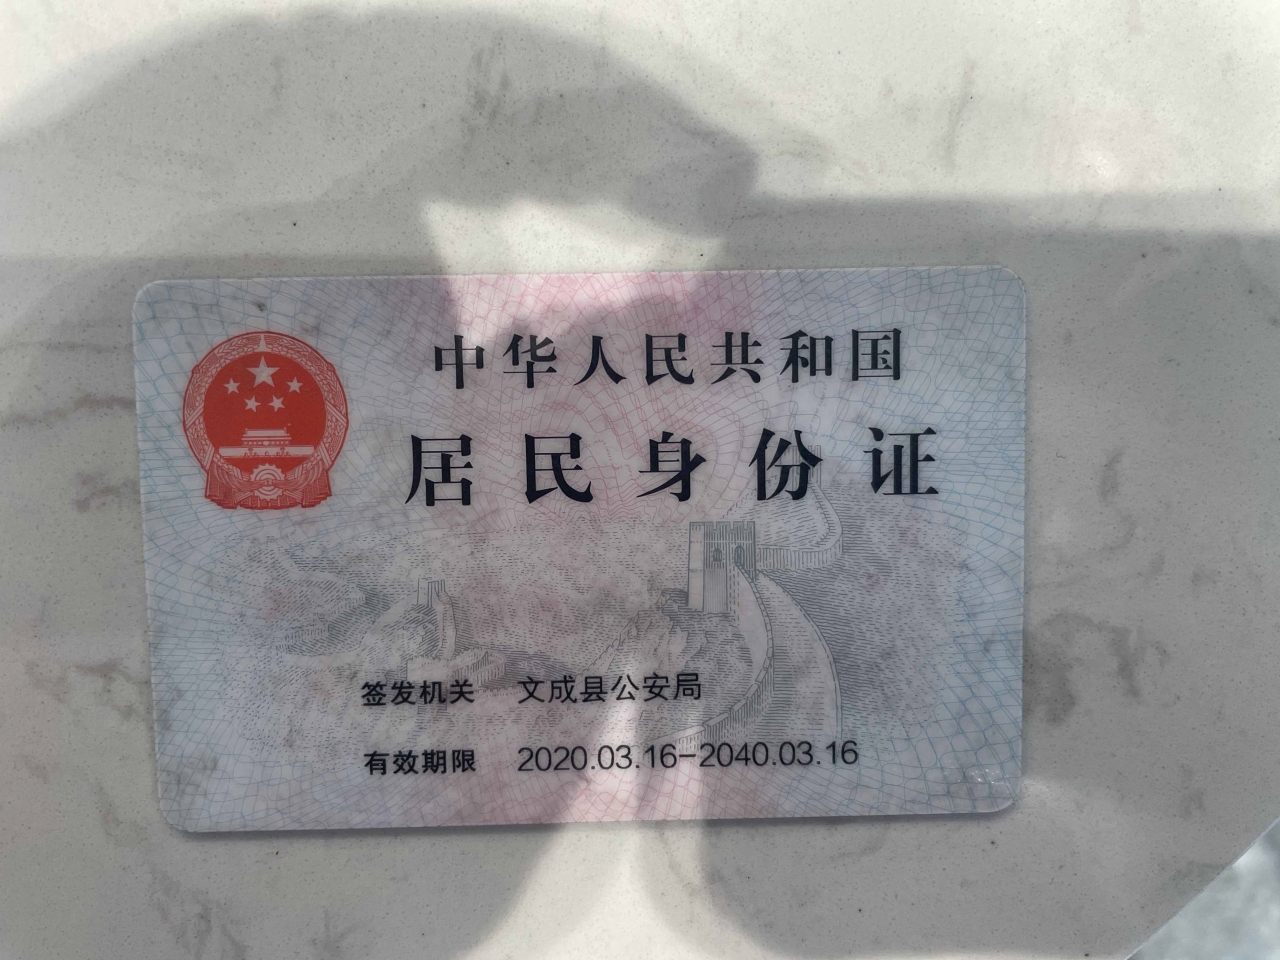 中华人民共和国
居民身份证
签发机关 文成县公安局
有效期限 2020.03.16-2040.03.16